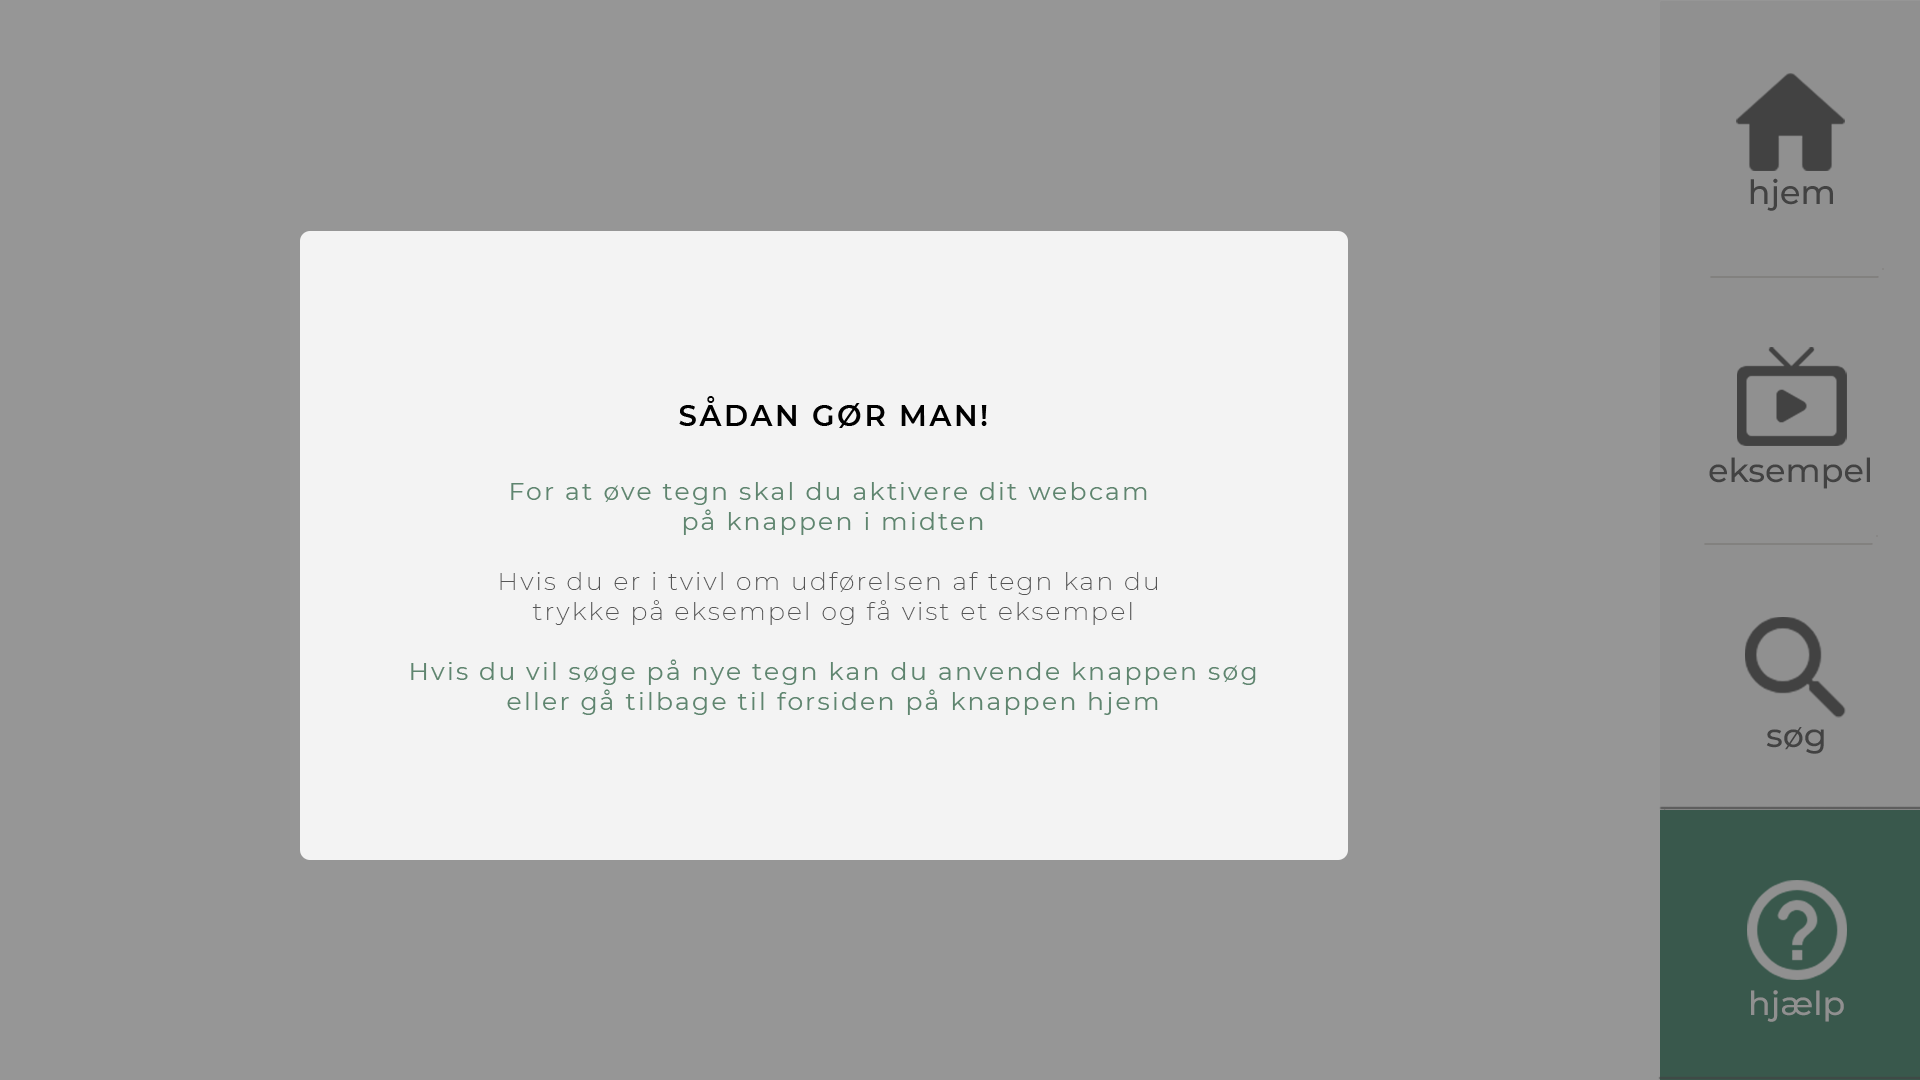 SÅDAN GØR MAN!
For at øve tegn skal du aktivere dit webcam
på knappen i midten
Hvis du er i tvivl om udførelsen af tegn kan du
trykke på eksempel og få vist et eksempel
Hvis du vil søge på nye tegn kan du anvende knappen søg
eller gå tilbage til forsiden på knappen hjem
hjem
eksempel
søg
hjælp